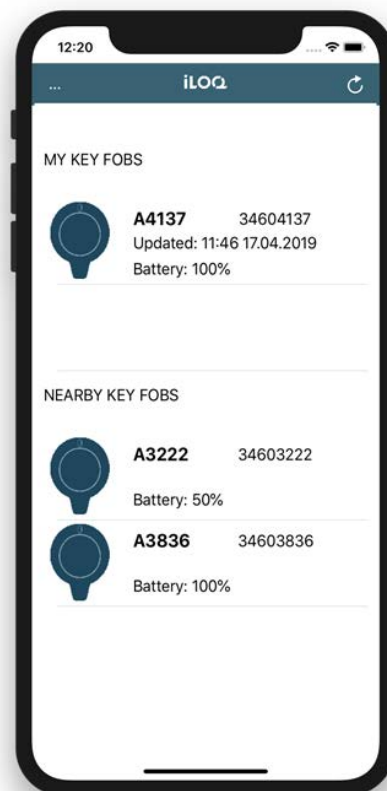 12:20
...
iLOQ
MY KEY FOBS
A4137 34604137
Updated: 11:46 17.04.2019
Battery: 100%
NEARBY KEY FOBS
A3222 34603222
Battery: 50%
A3836 34603836
Battery: 100%